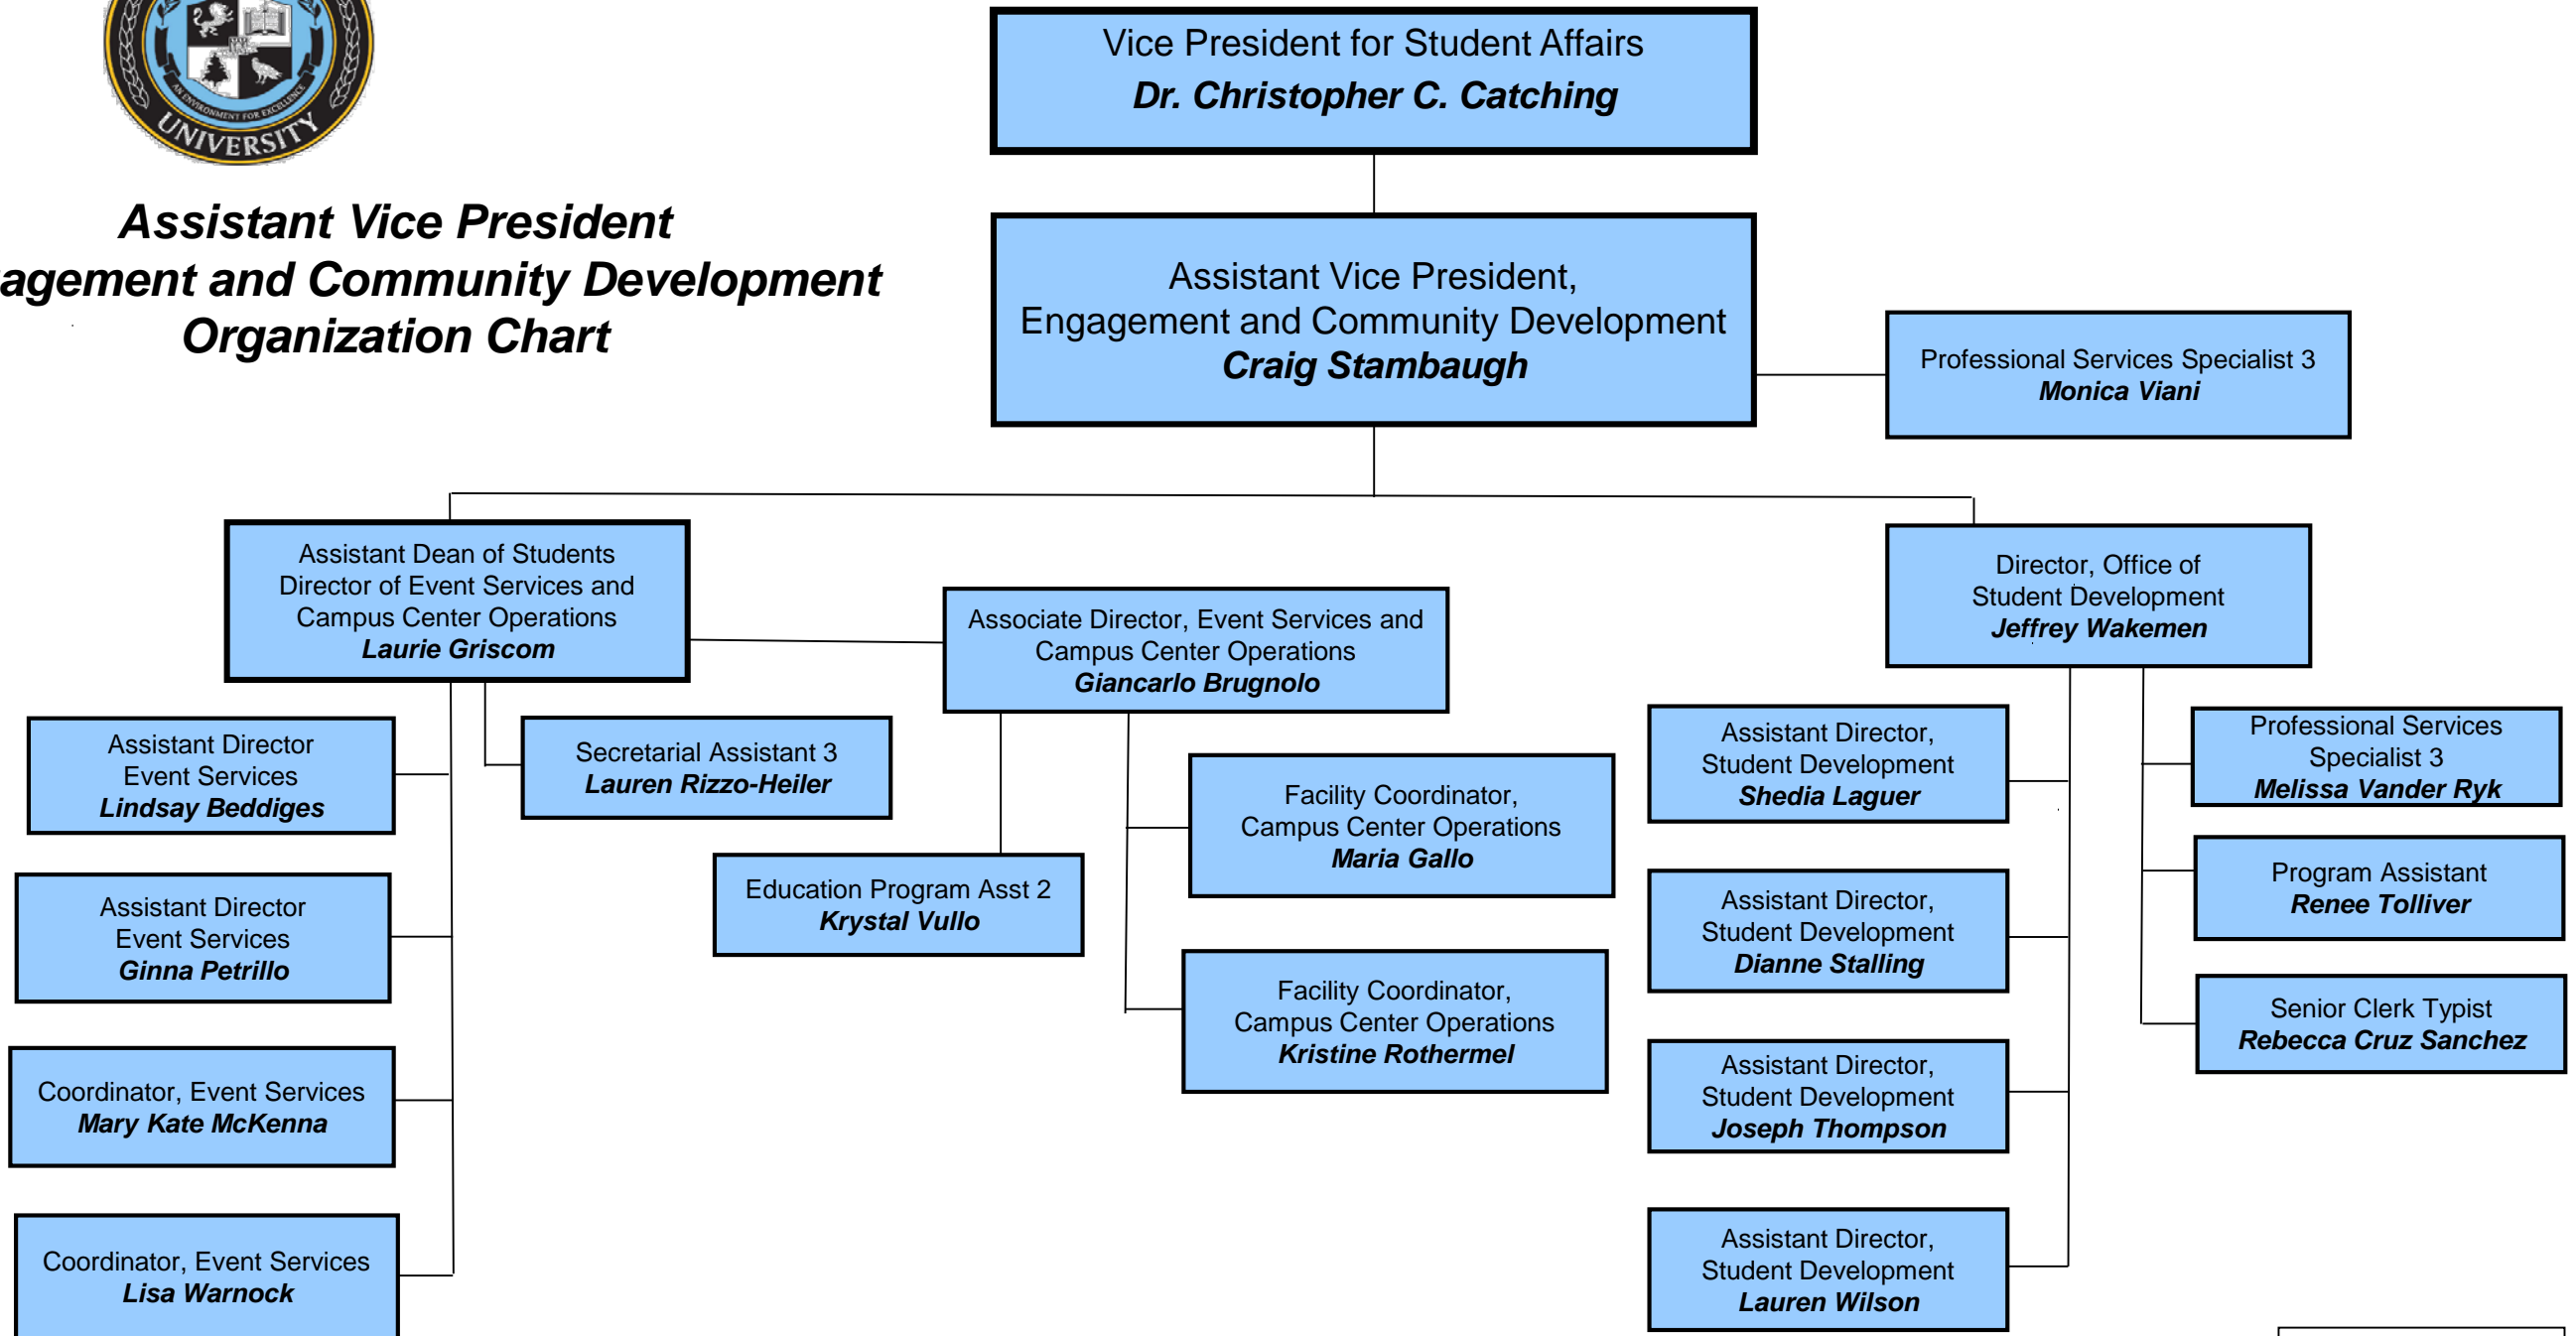 AN ENVIRONMENT FOR EXCELLENCE
UNIVERSITY
Assistant Vice President
agement and Community Development
Organization Chart
Vice President for Student Affairs
Dr. Christopher C. Catching
Assistant Vice President,
Engagement and Community Development
Craig Stambaugh
Professional Services Specialist 3
Monica Viani
Assistant Dean of Students
Director of Event Services and
Campus Center Operations
Laurie Griscom
Associate Director, Event Services and
Campus Center Operations
Giancarlo Brugnolo
Director, Office of
Student Development
Jeffrey Wakemen
Assistant Director
Event Services
Lindsay Beddiges
Secretarial Assistant 3
Lauren Rizzo-Heiler
Assistant Director
Event Services
Ginna Petrillo
Coordinator, Event Services
Mary Kate McKenna
Coordinator, Event Services
Lisa Warnock
Education Program Asst 2
Krystal Vullo
Facility Coordinator,
Campus Center Operations
Maria Gallo
Facility Coordinator,
Campus Center Operations
Kristine Rothermel
Assistant Director,
Student Development
Shedia Laguer
Assistant Director,
Student Development
Dianne Stalling
Assistant Director,
Student Development
Joseph Thompson
Assistant Director,
Student Development
Lauren Wilson
Professional Services
Specialist 3
Melissa Vander Ryk
Program Assistant
Renee Tolliver
Senior Clerk Typist
Rebecca Cruz Sanchez